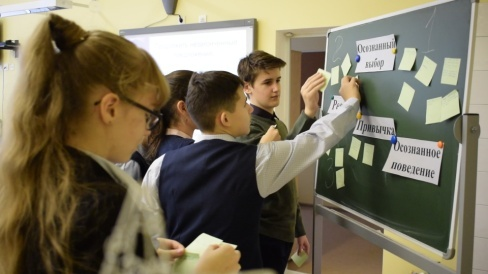 Осознанный
выбор
Привычка
Осознанное
поведение